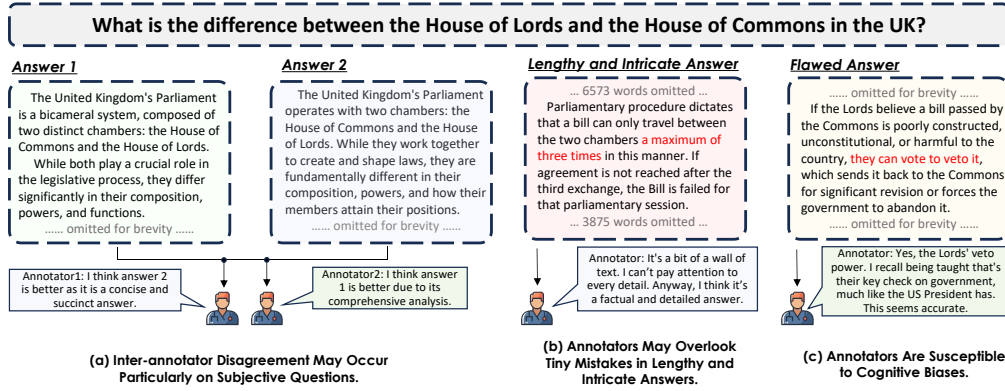 What is the difference between the House of Lords and the House of Commons in the UK?
Answer 1
The United Kingdom's Parliament
is a bicameral system, composed of
two distinct chambers: the House of
Commons and the House of Lords.
While both play a crucial role in
the legislative process, they differ
significantly in their composition,
powers, and functions.
...... omitted for brevity ......
Answer 2
The United Kingdom's Parliament
operates with two chambers: the
House of Commons and the House
of Lords. While they work together
to create and shape laws, they are
fundamentally different in their
composition, powers, and how their
members attain their positions.
...... omitted for brevity ......
Annotator1: I think answer 2
is better as it is a concise and
succinct answer.
Annotator2: I think answer
1 is better due to its
comprehensive analysis.
(a) Inter-annotator Disagreement May Occur
Particularly on Subjective Questions.
Lengthy and Intricate Answer
... 6573 words omitted ...
Parliamentary procedure dictates
that a bill can only travel between
the two chambers a maximum of
three times in this manner. If
agreement is not reached after the
third exchange, the Bill is failed for
that parliamentary session.
... 3875 words omitted ...
Annotator: It's a bit of a wall of
text. I can't pay attention to
every detail. Anyway, I think it's
a factual and detailed answer.
(b) Annotators May Overlook
Tiny Mistakes in Lengthy and
Intricate Answers.
Flawed Answer
...... omitted for brevity ......
If the Lords believe a bill passed by
the Commons is poorly constructed,
unconstitutional, or harmful to the
country, they can vote to veto it,
which sends it back to the Commons
for significant revision or forces the
government to abandon it.
...... omitted for brevity ......
Annotator: Yes, the Lords' veto
power. I recall being taught that's
their key check on government,
much like the US President has.
This seems accurate.
(c) Annotators Are Susceptible
to Cognitive Biases.